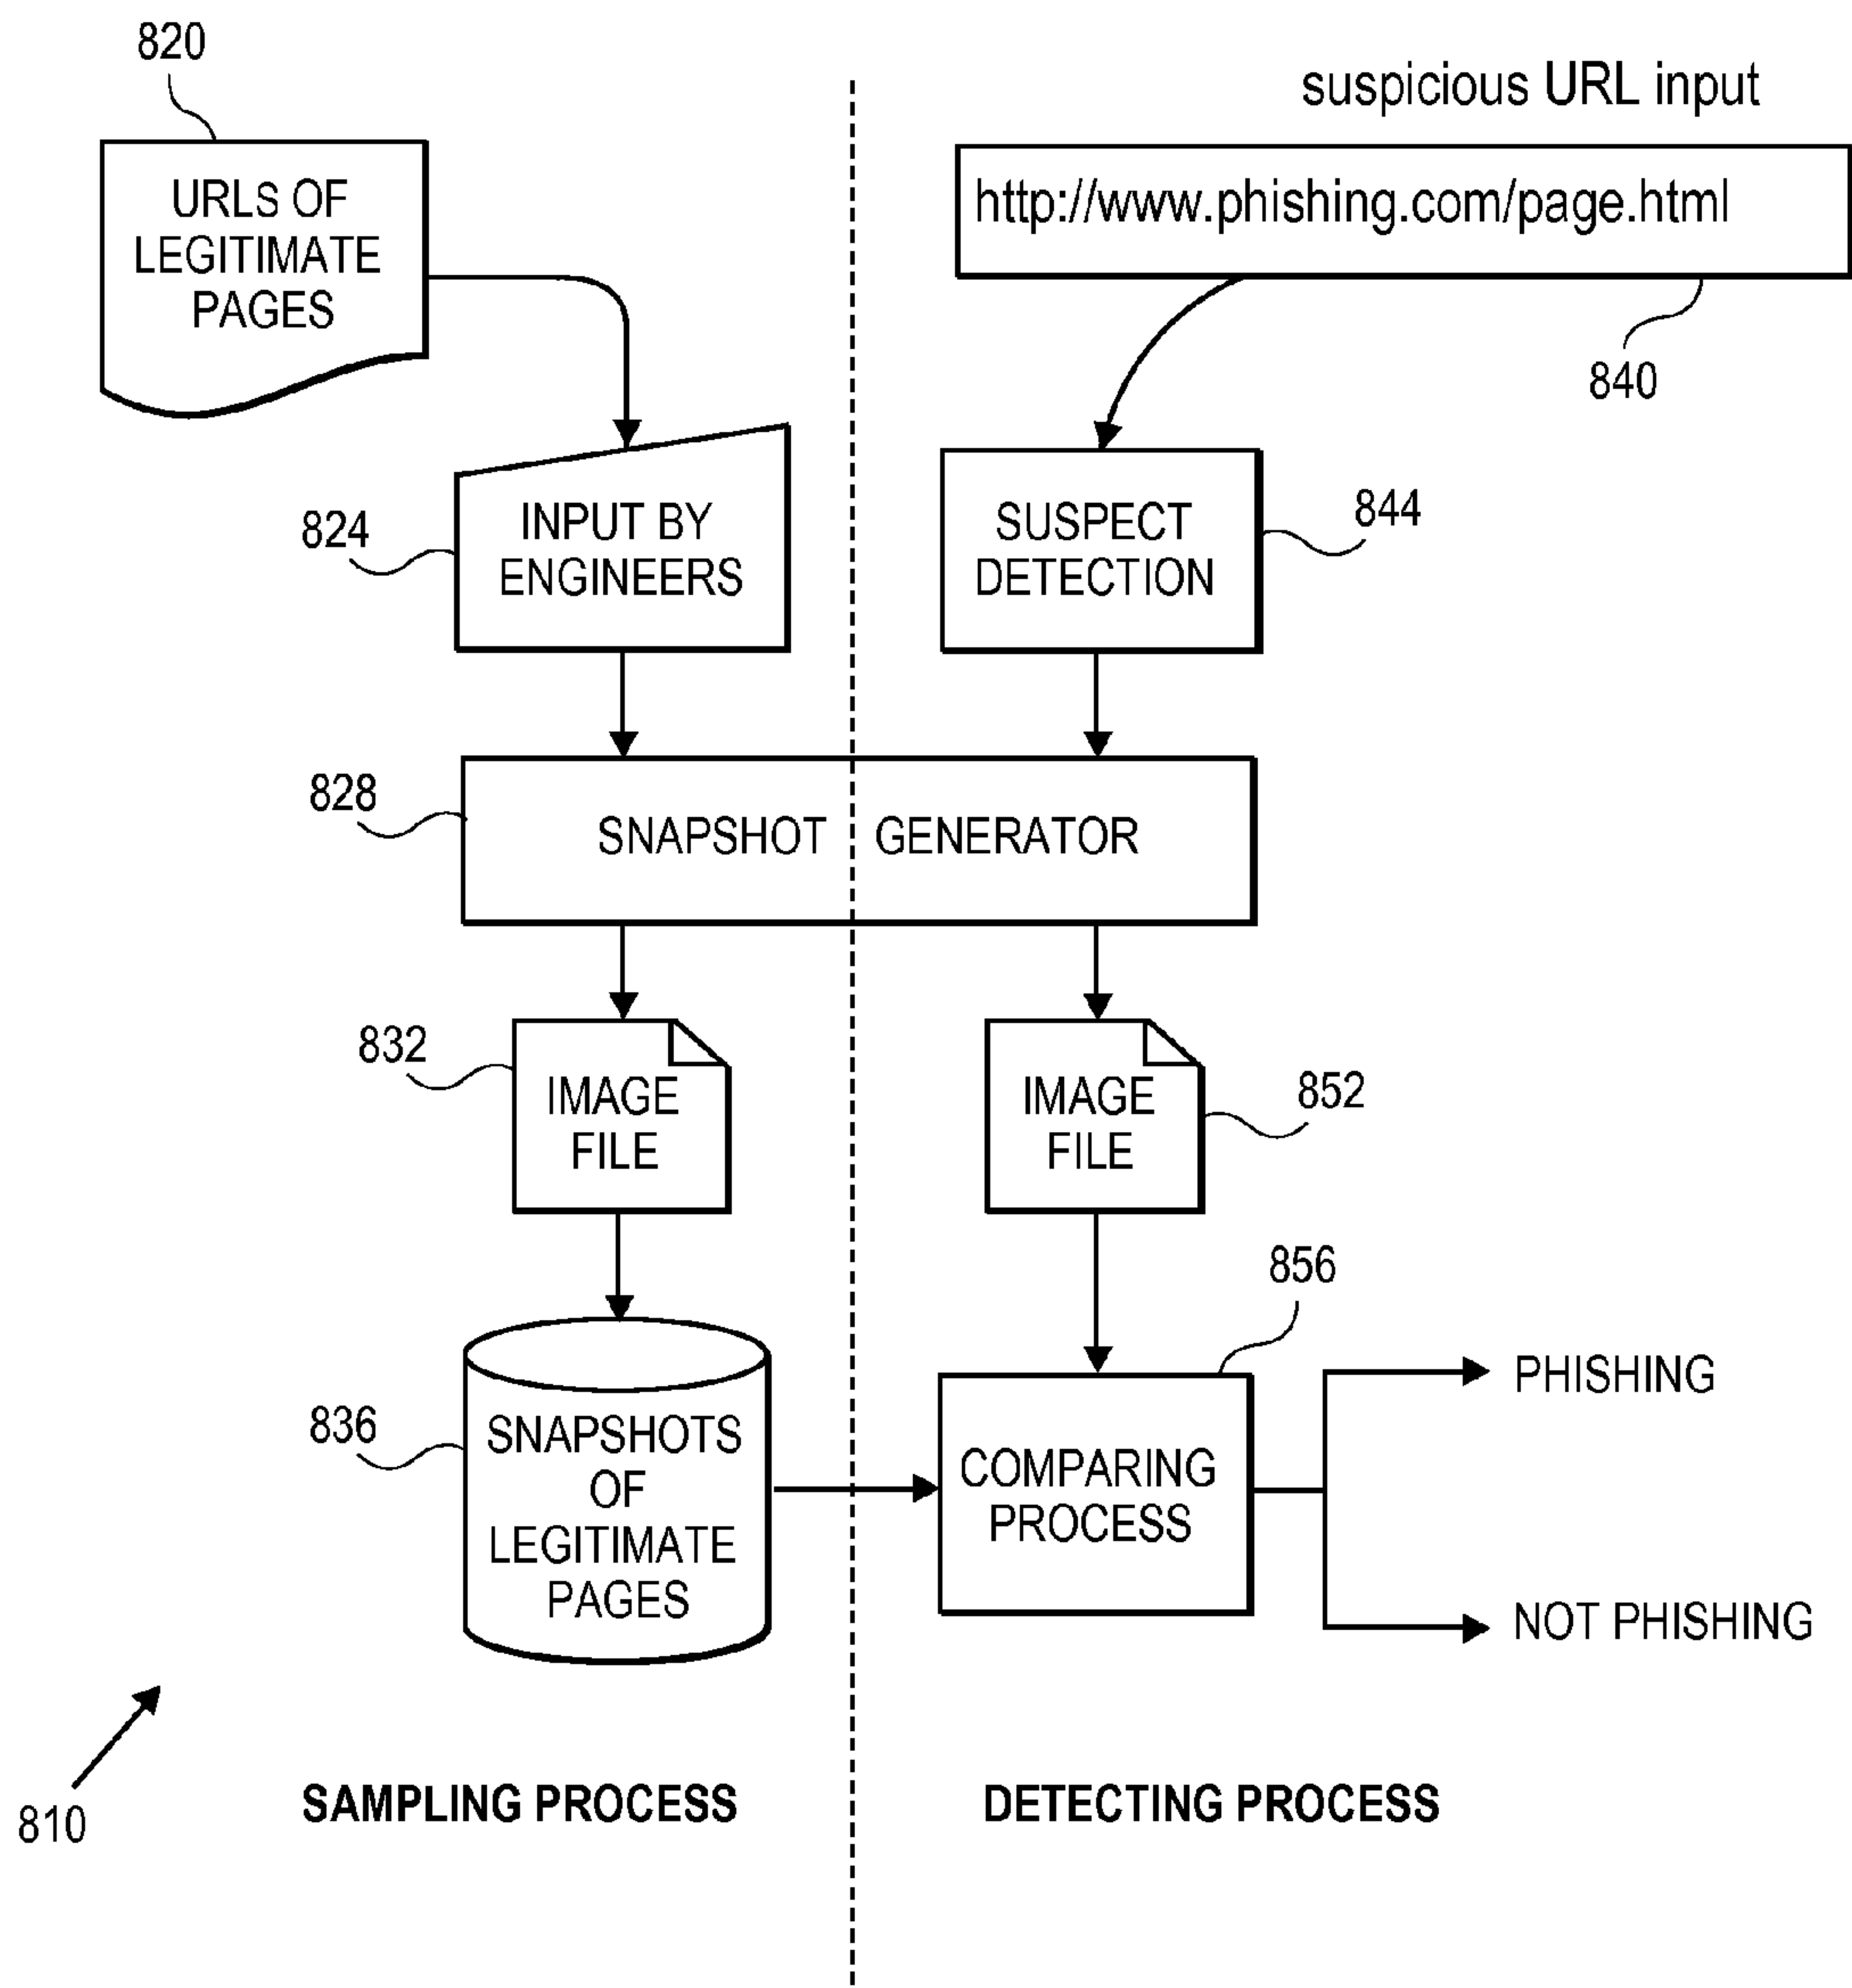 820
URLS OF
LEGITIMATE
PAGES
suspicious URL input
http://www.phishing.com/page.html
840
824
INPUT BY
ENGINEERS
SUSPECT
DETECTION
844
828
SNAPSHOT GENERATOR
832
IMAGE
FILE
IMAGE
FILE
852
836
SNAPSHOTS
OF
LEGITIMATE
PAGES
856
COMPARING
PROCESS
PHISHING
NOT PHISHING
810
SAMPLING PROCESS
DETECTING PROCESS